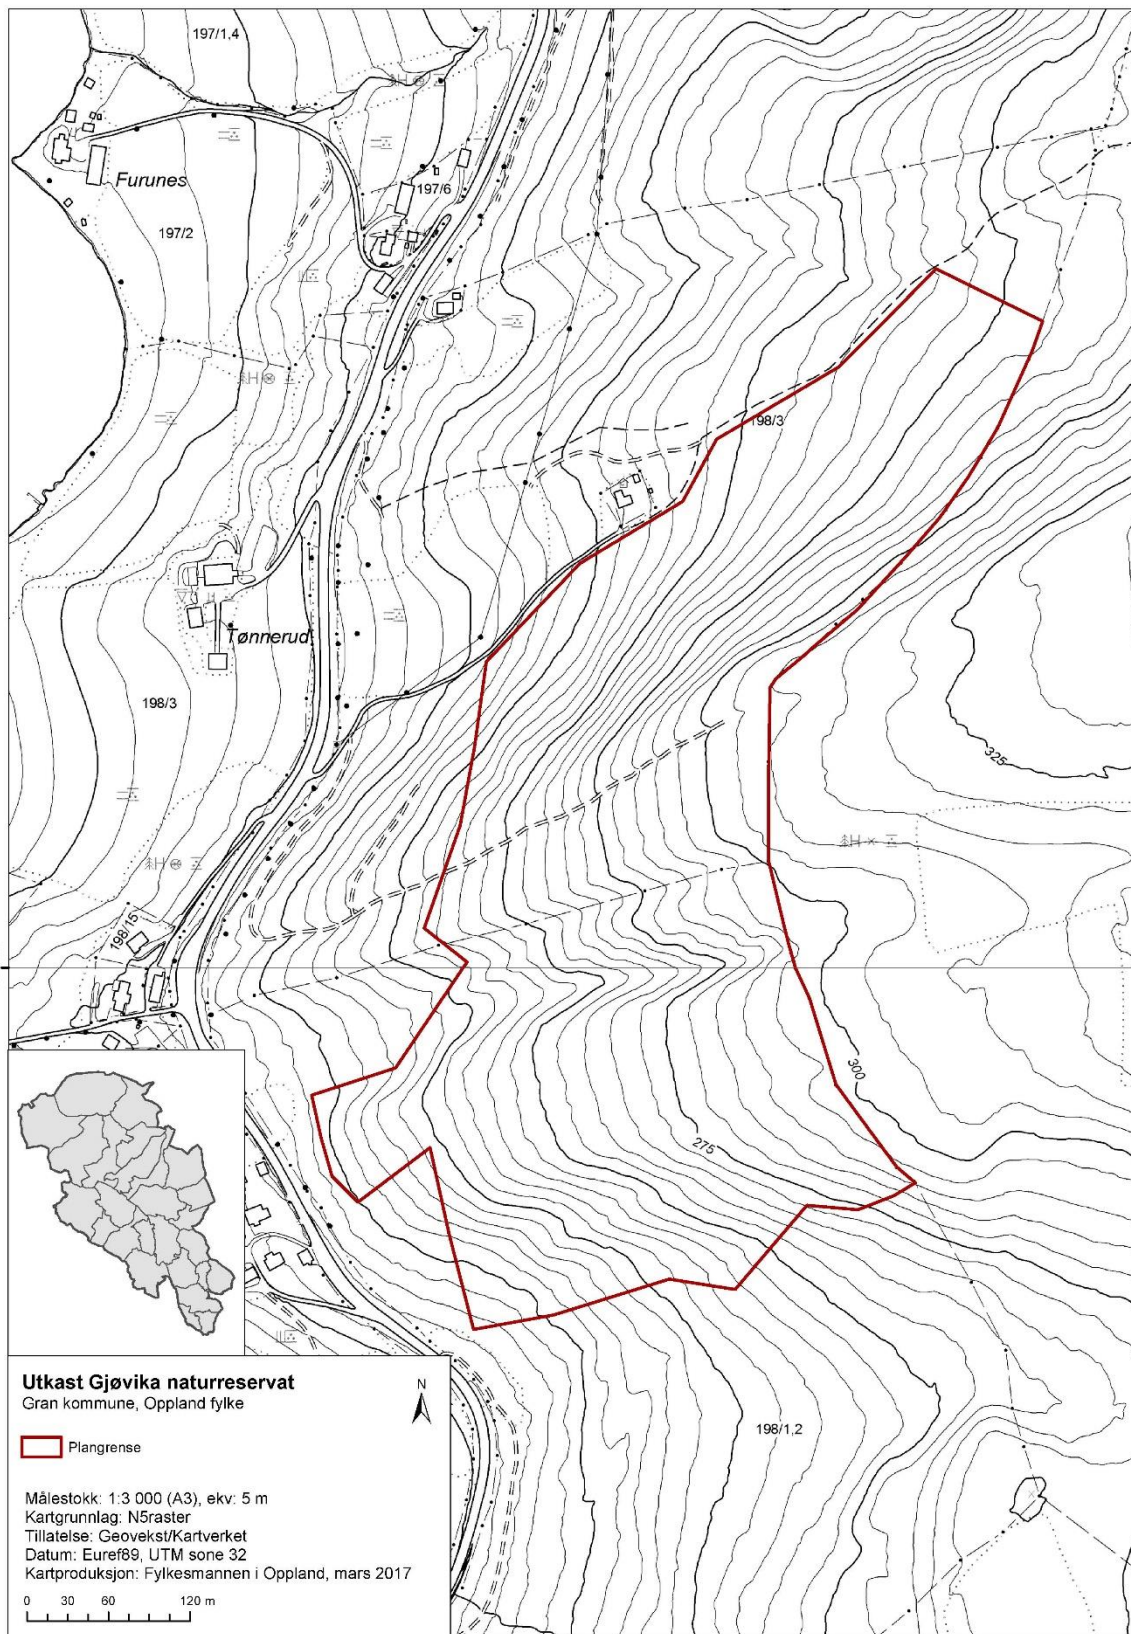 197/1,4
Furunes
197/6
197/2
198/3
Tønnerud
198/3
325
198/15
300
275
198/1,2
Utkast Gjøvika naturreservat
Gran kommune, Oppland fylke
N
Plangrense
Målestokk: 1:3 000 (A3), ekv: 5 m
Kartgrunnlag: N5raster
Tillatelse: Geovekst/Kartverket
Datum: Euref89, UTM sone 32
Kartproduksjon: Fylkesmannen i Oppland, mars 2017
0 30 60 120 m